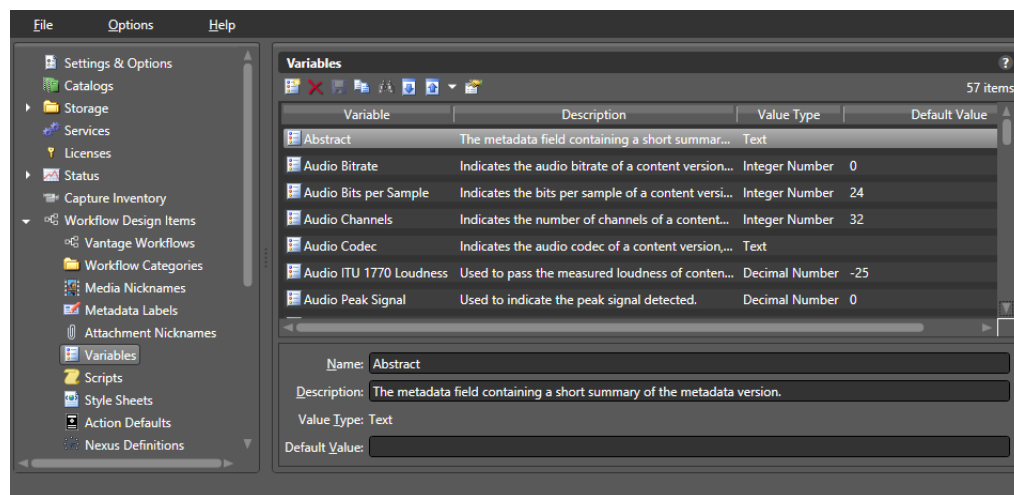 File Options Help
Settings & Options
Catalogs
Storage
Services
Licenses
Status
Capture Inventory
Workflow Design Items
Vantage Workflows
Workflow Categories
Media Nicknames
Metadata Labels
Attachment Nicknames
Variables
Scripts
Style Sheets
Action Defaults
Nexus Definitions
Variables ?
57 items
Variable Description Value Type Default Value
Abstract The metadata field containing a short summar... Text
Audio Bitrate Indicates the audio bitrate of a content version... Integer Number 0
Audio Bits per Sample Indicates the bits per sample of a content versi... Integer Number 24
Audio Channels Indicates the number of channels of a content... Integer Number 32
Audio Codec Indicates the audio codec of a content version,... Text
Audio ITU 1770 Loudness Used to pass the measured loudness of conten... Decimal Number -25
Audio Peak Signal Used to indicate the peak signal detected. Decimal Number 0
Name: Abstract
Description: The metadata field containing a short summary of the metadata version.
Value Type: Text
Default Value: